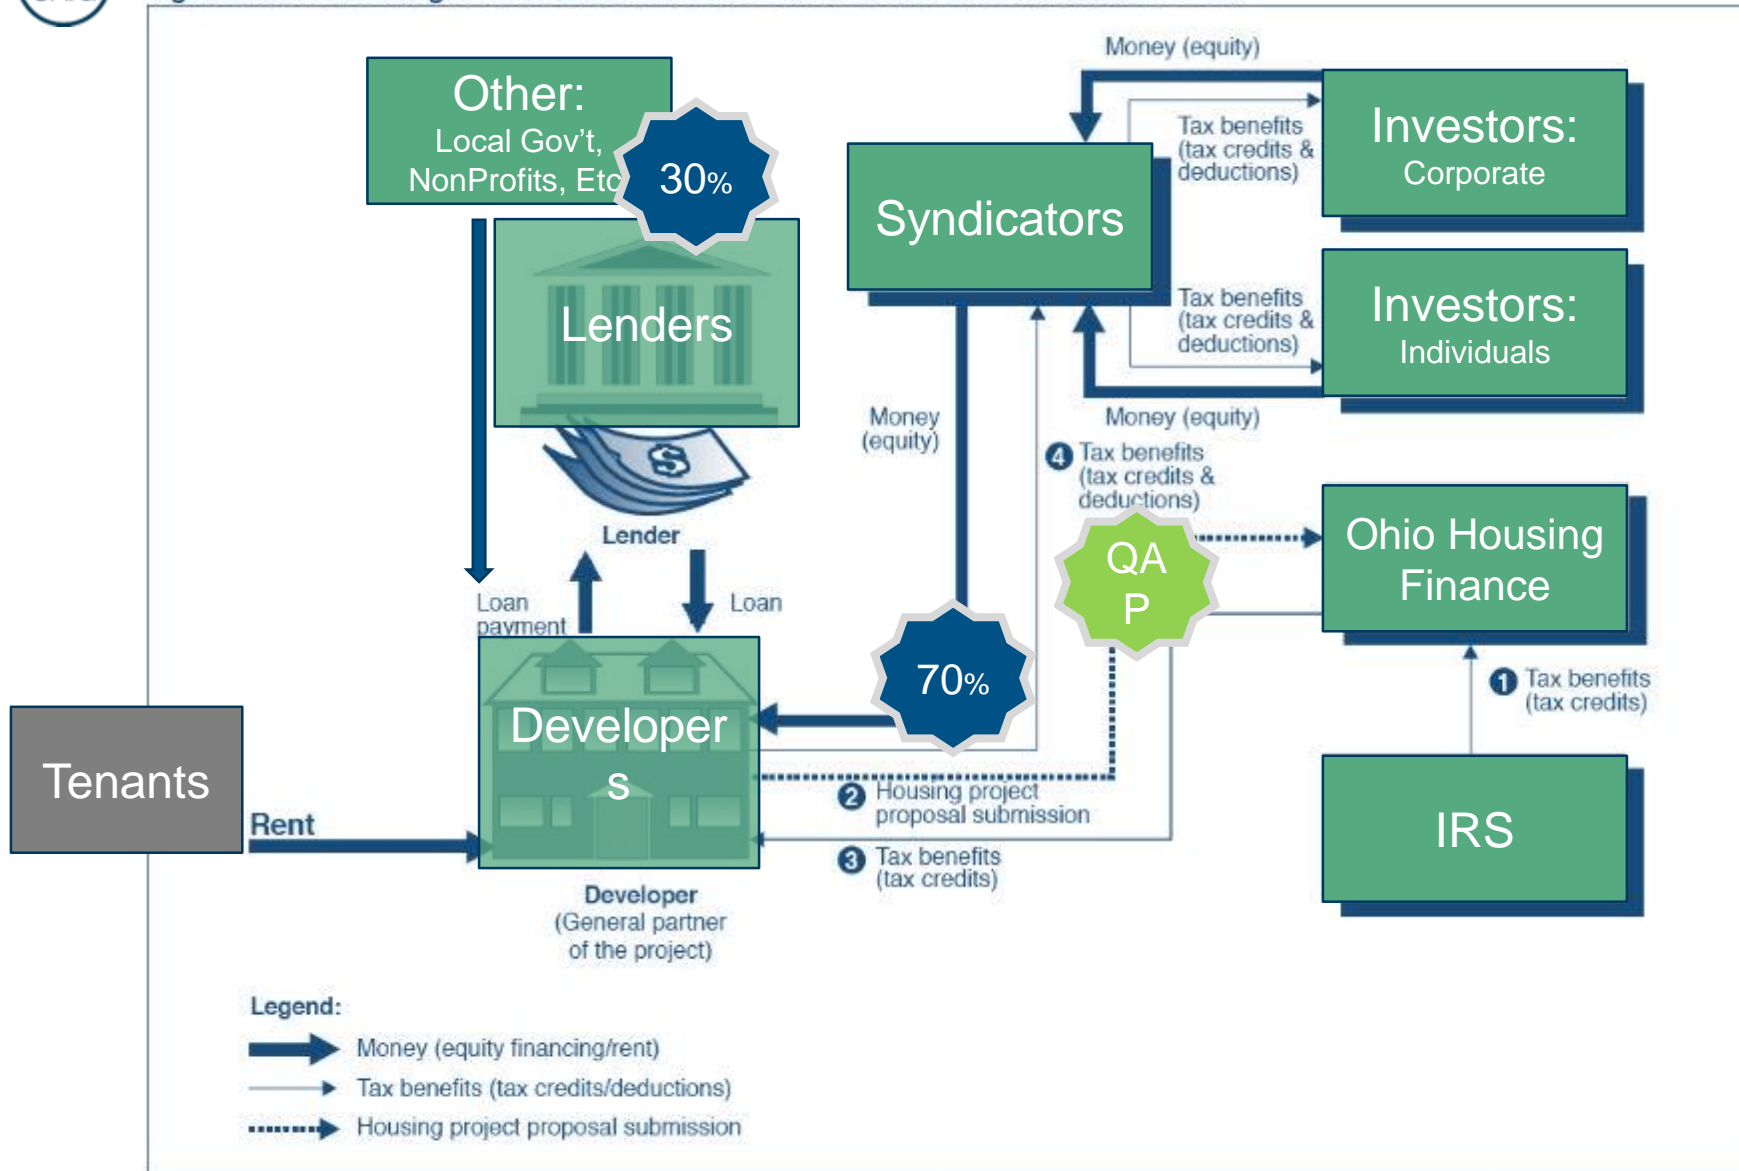 Money (equity)
Other:
Local Gov't,
NonProfits, Etc
30%
Investors:
Corporate
Tax benefits
(tax credits &
deductions)
Syndicators
Lenders
Investors:
Individuals
Tax benefits
(tax credits &
deductions)
Money
(equity)
Money (equity)
4 Tax benefits
(tax credits &
deductions)
Lender
Ohio Housing
Finance
QA
P
Loan
payment
Loan
70%
1 Tax benefits
(tax credits)
Developer
s
Tenants
Rent
2 Housing project
proposal submission
3 Tax benefits
(tax credits)
IRS
Developer
(General partner
of the project)
Legend:
Money (equity financing/rent)
Tax benefits (tax credits/deductions)
Housing project proposal submission